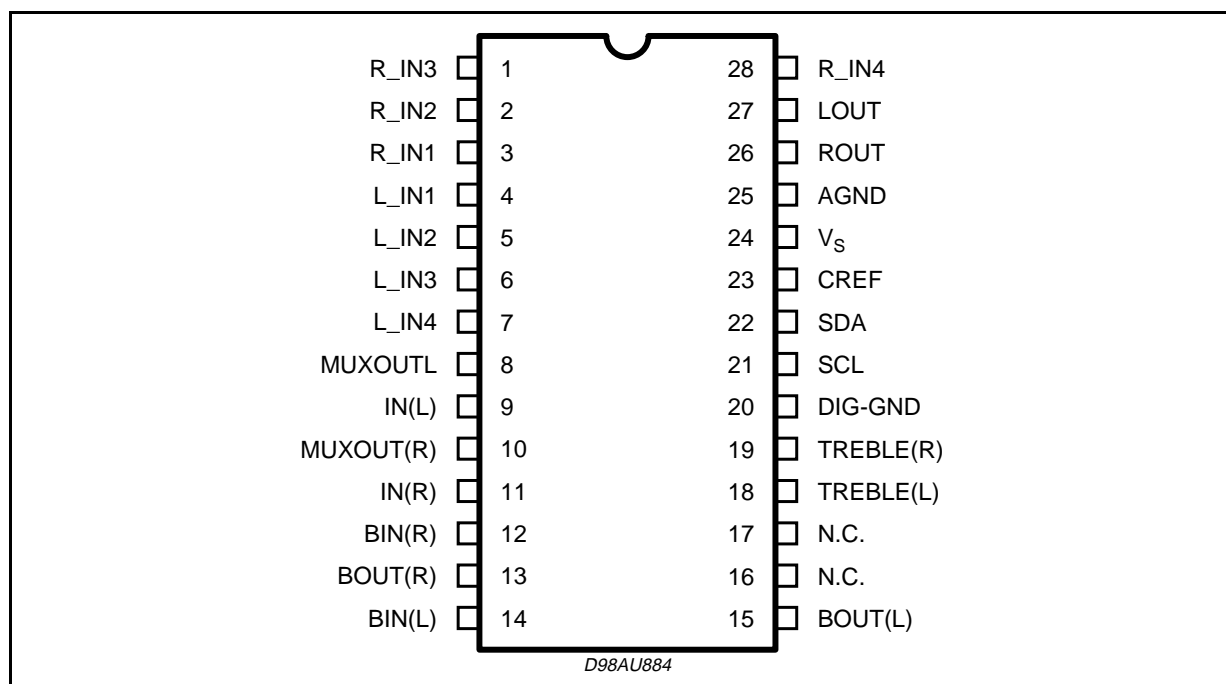 R_IN3 1 28 R_IN4
R_IN2 2 27 LOUT
R_IN1 3 26 ROUT
L_IN1 4 25 AGND
L_IN2 5 24 VS
L_IN3 6 23 CREF
L_IN4 7 22 SDA
MUXOUTL 8 21 SCL
IN(L) 9 20 DIG-GND
MUXOUT(R) 10 19 TREBLE(R)
IN(R) 11 18 TREBLE(L)
BIN(R) 12 17 N.C.
BOUT(R) 13 16 N.C.
BIN(L) 14 15 BOUT(L)
D98AU884